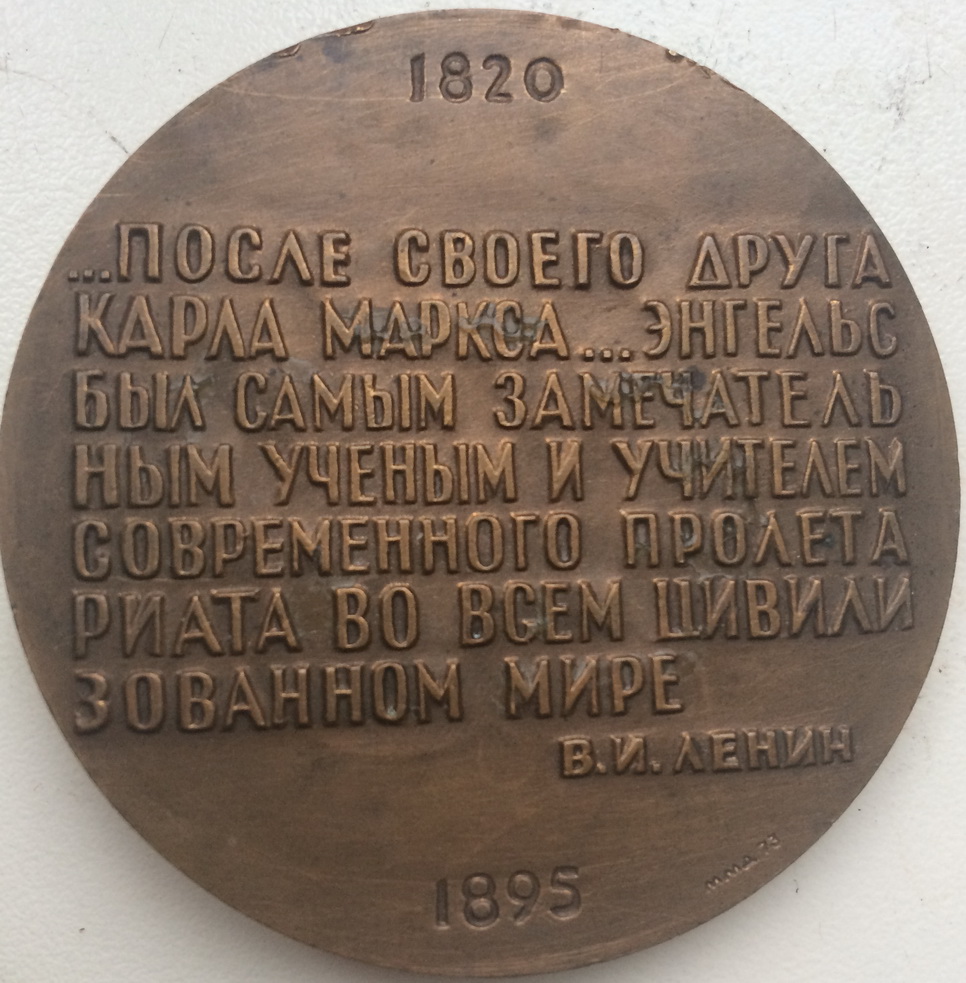 1820
...ПОСЛЕ СВОЕГО ДРУГА
КАРЛА МАРКСА...ЭНГЕЛЬС
БЫЛ САМЫМ ЗАМЕЧАТЕЛЬ
НЫМ УЧЕНЫМ И УЧИТЕЛЕМ
СОВРЕМЕННОГО ПРОЛЕТА
РИАТА ВО ВСЕМ ЦИВИЛИ
ЗОВАННОМ МИРЕ
В.И. ЛЕНИН
1895
М.М.Д. 73